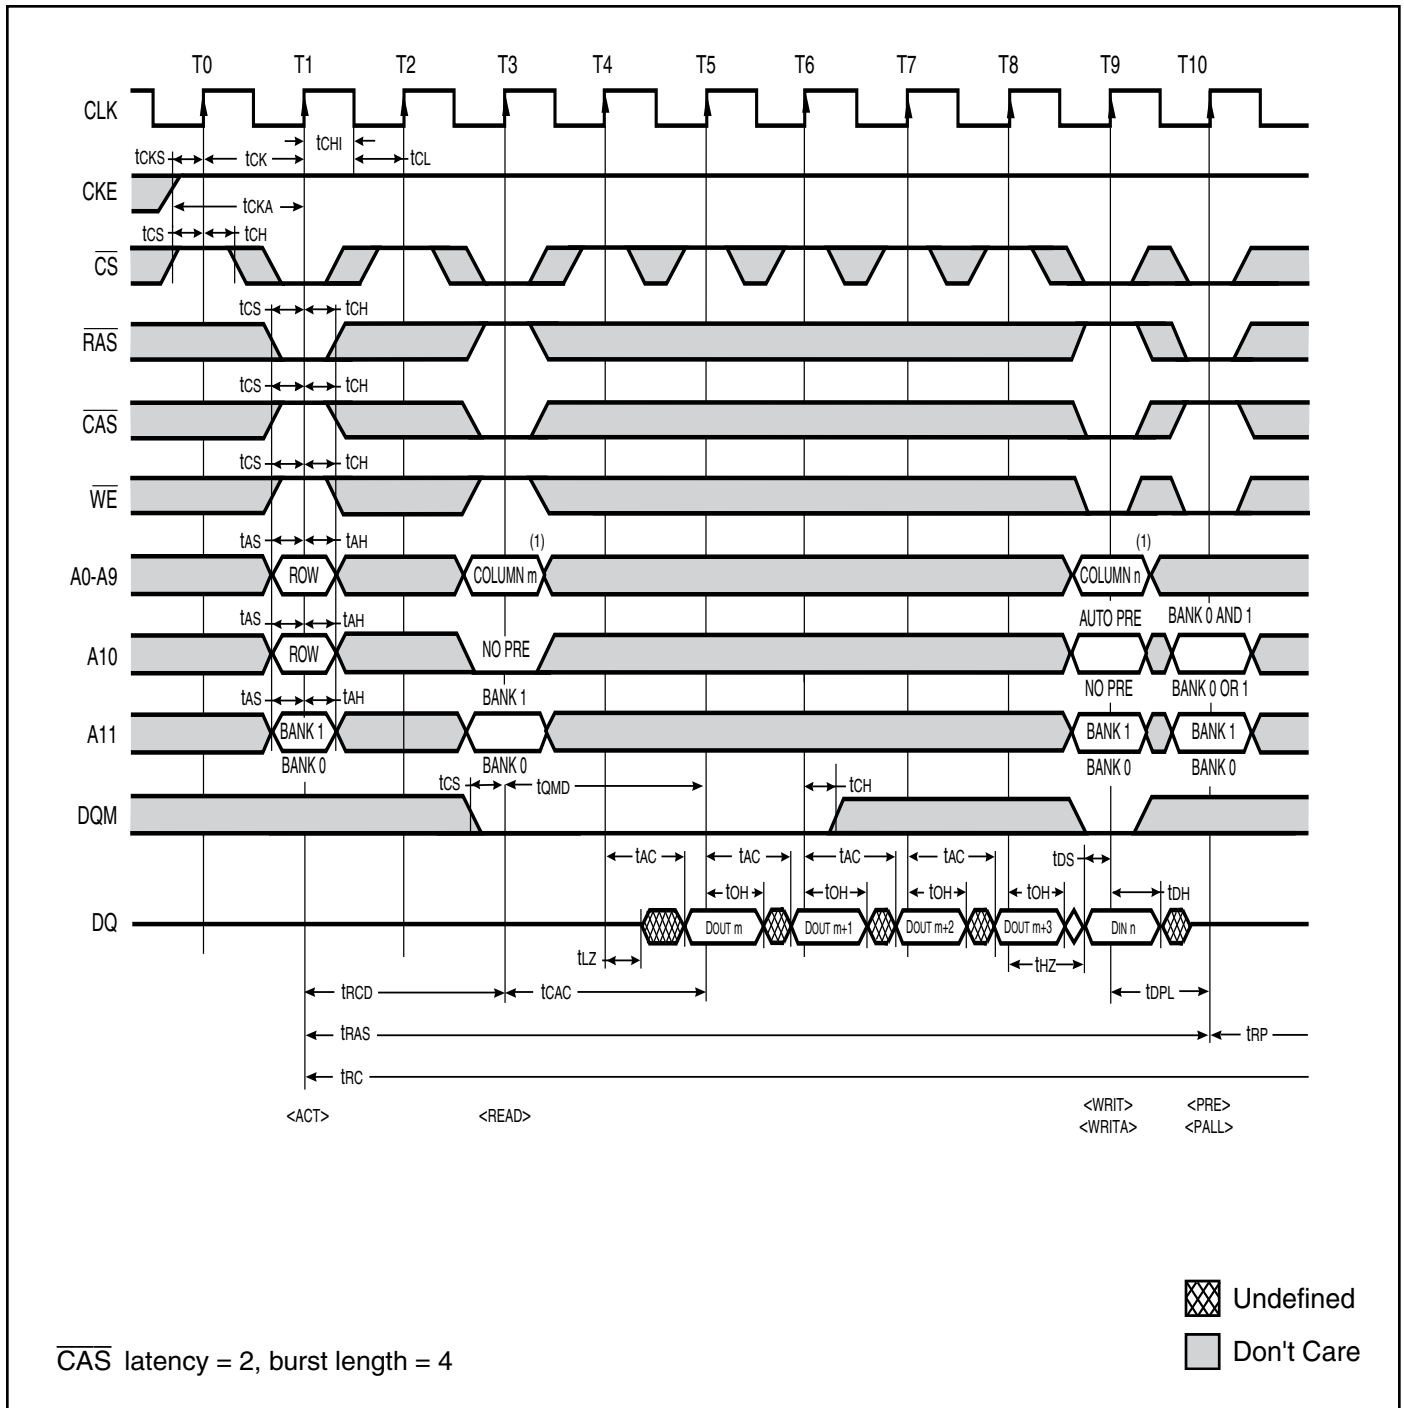 T0 T1 T2 T3 T4 T5 T6 T7 T8 T9 T10
CLK
tCHI
tCKS tCK tCL
CKE
tCKA
tCS tCH
CS
tCS tCH
RAS
tCS tCH
CAS
tCS tCH
WE
tAS tAH (1) (1)
A0-A9 ROW COLUMN m COLUMN n
tAS tAH AUTO PRE BANK 0 AND 1
A10 ROW NO PRE
NO PRE BANK 0 OR 1
tAS tAH BANK 1
A11 BANK 1 BANK 1 BANK 1
BANK 0 BANK 0 BANK 0 BANK 0
tCS tQMD tCH
DQM
tAC tAC tAC tAC tDS
tOH tOH tOH tOH tDH
DQ DOUT m DOUT m+1 DOUT m+2 DOUT m+3 DIN n
tLZ tHZ
tRCD tCAC tDPL
tRAS tRP
tRC
<ACT> <READ> <WRIT> <PRE>
<WRITA> <PALL>
Undefined
Don't Care
CAS latency = 2, burst length = 4